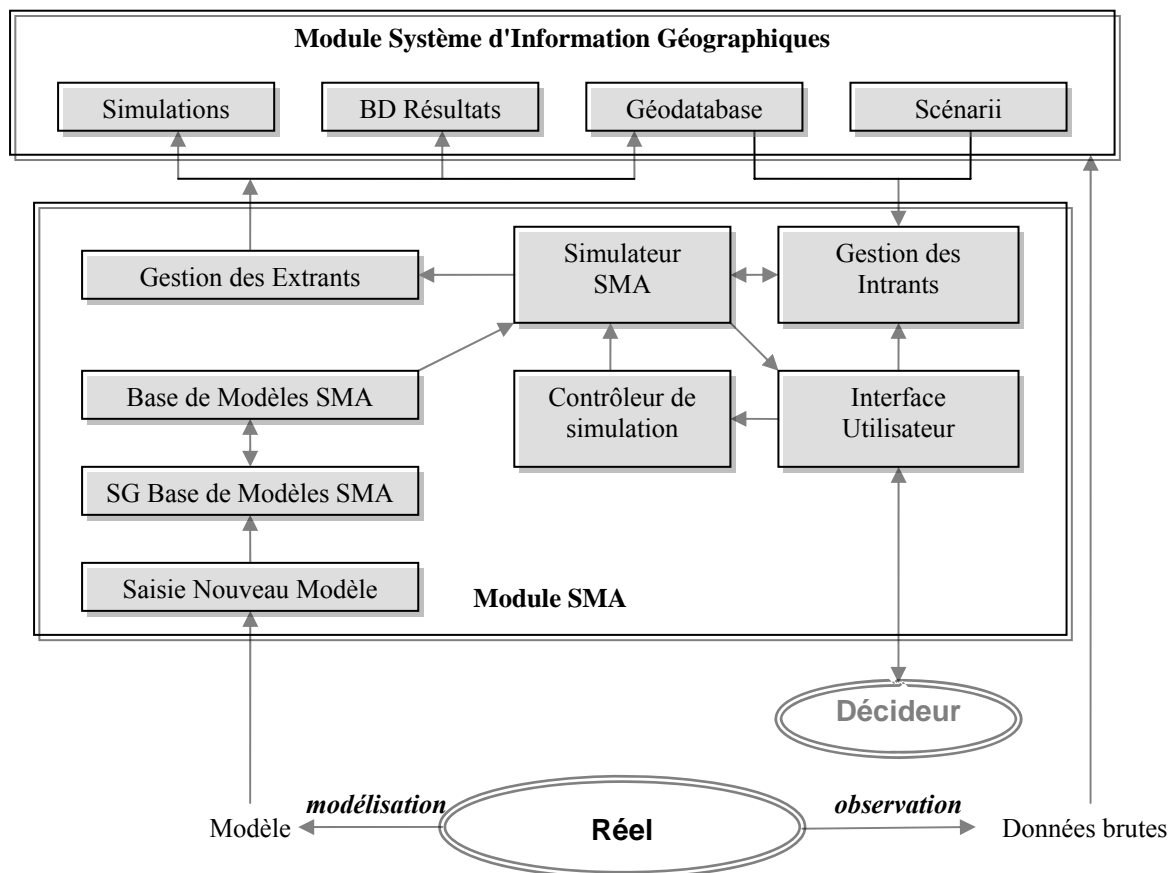 Module Système d'Information Géographiques
Simulations
BD Résultats
Géodatabase
Scénarii
Gestion des Extrants
Simulateur
SMA
Gestion des
Intrants
Base de Modèles SMA
Contrôleur de
simulation
Interface
Utilisateur
SG Base de Modèles SMA
Saisie Nouveau Modèle
Module SMA
Décideur
modélisation
observation
Modèle
Réel
Données brutes